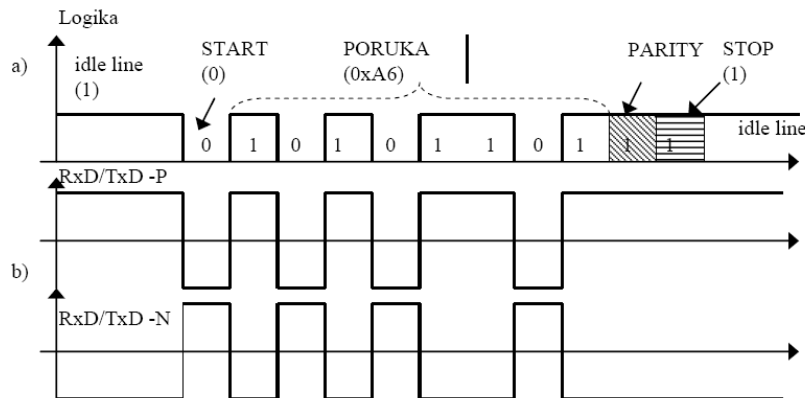 Logika
a)
idle line
(1)
START
(0)
PORUKA
(0xA6)
PARITY
STOP
(1)
idle line
0 1 0 1 0 1 1 0 1 1 1
RxD/TxD -P
b)
RxD/TxD -N